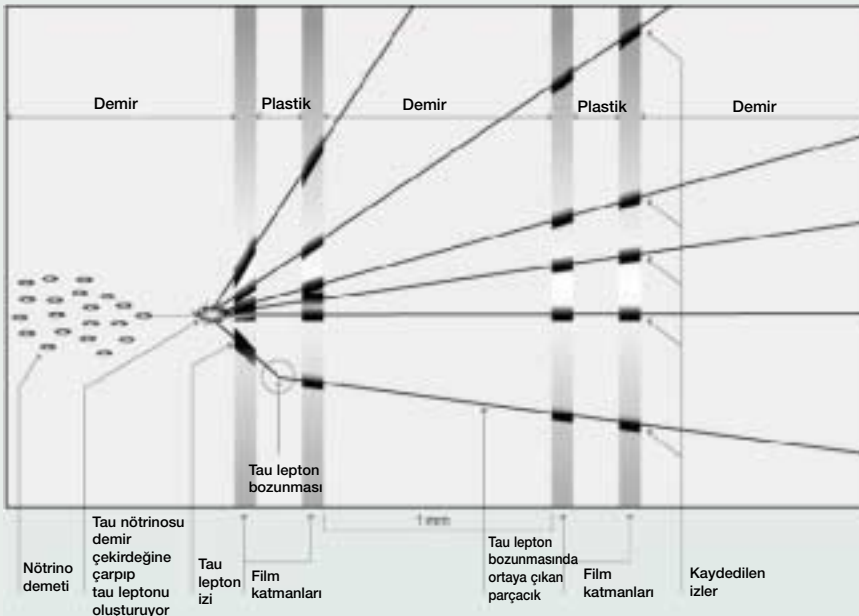 Demir
Plastik
Demir
Plastik
Demir
Tau lepton
bozunması
1 mm
Nötrino
demeti
Tau nötrinosu
demir
çekirdeğine
çarpıp
tau leptonu
oluşturuyor
Tau
lepton
izi
Film
katmanları
Tau lepton
bozunmasında
ortaya çıkan
parçacık
Film
katmanları
Kaydedilen
izler